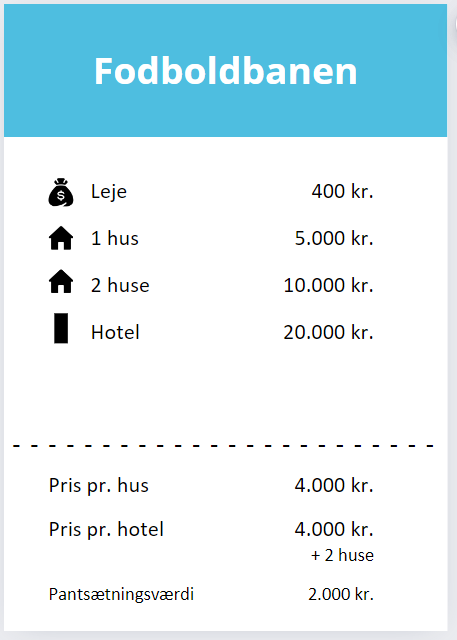 Fodboldbanen
$ Leje 400 kr.
1 hus 5.000 kr.
2 huse 10.000 kr.
Hotel 20.000 kr.
Pris pr. hus 4.000 kr.
Pris pr. hotel 4.000 kr.
+ 2 huse
Pantsætningsværdi 2.000 kr.